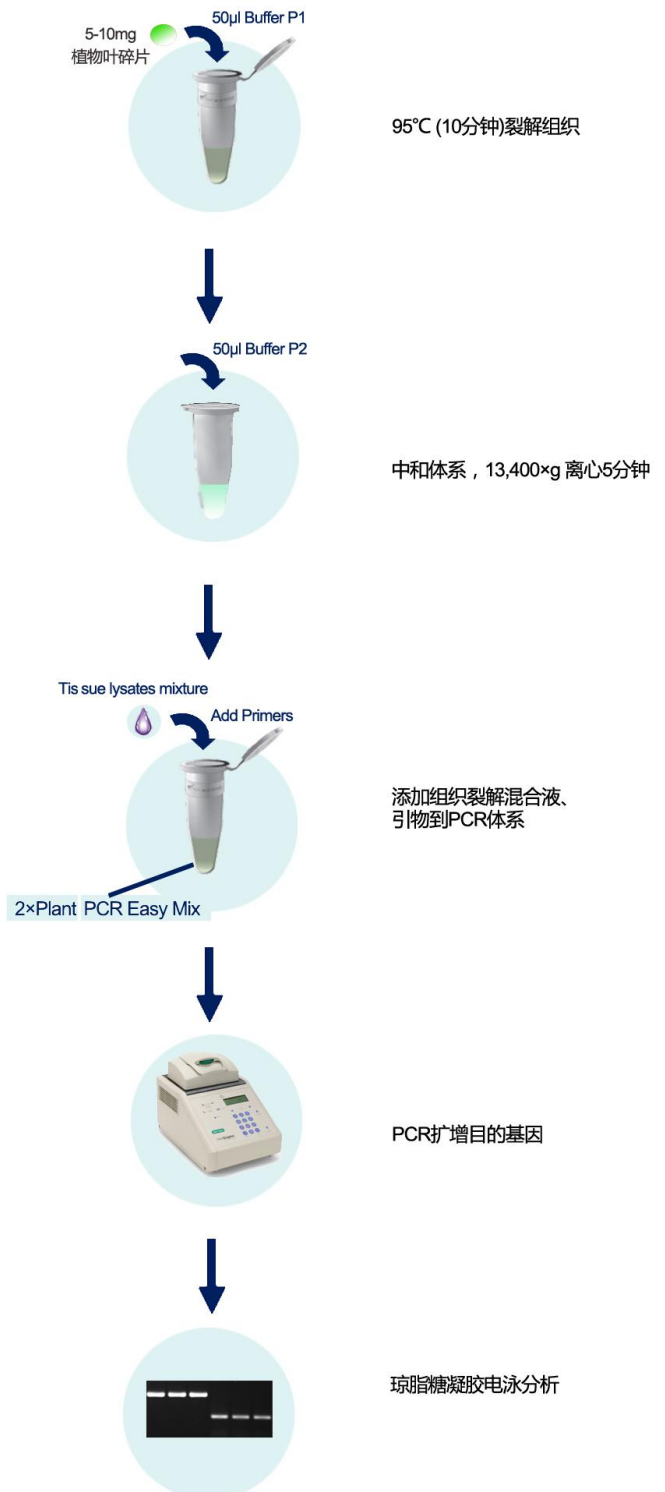 50μl Buffer P1
5-10mg
植物叶碎片
95℃ (10分钟)裂解组织
50μl Buffer P2
中和体系，13,400×g 离心5分钟
Tis sue lysates mixture
Add Primers
添加组织裂解混合液、
引物到PCR体系
2×Plant PCR Easy Mix
PCR扩增目的基因
琼脂糖凝胶电泳分析